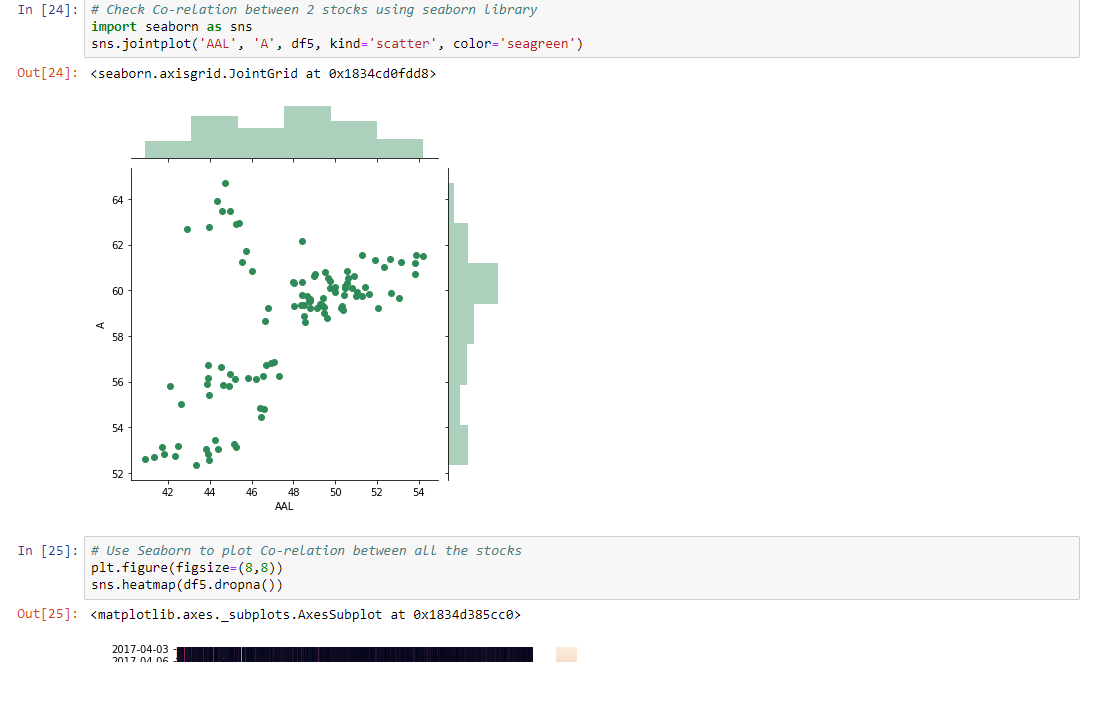 In [24]: # Check Co-relation between 2 stocks using seaborn library
import seaborn as sns
sns.jointplot('AAL', 'A', df5, kind='scatter', color='seagreen')
Out[24]: <seaborn.axisgrid.JointGrid at 0x1834cd0fdd8>
64
62
60
58
56
54
52
A
42 44 46 48 50 52 54
AAL
In [25]: # Use Seaborn to plot Co-relation between all the stocks
plt.figure(figsize=(8,8))
sns.heatmap(df5.dropna())
Out[25]: <matplotlib.axes._subplots.AxesSubplot at 0x1834d385cc0>
2017-04-03
2017-04-06